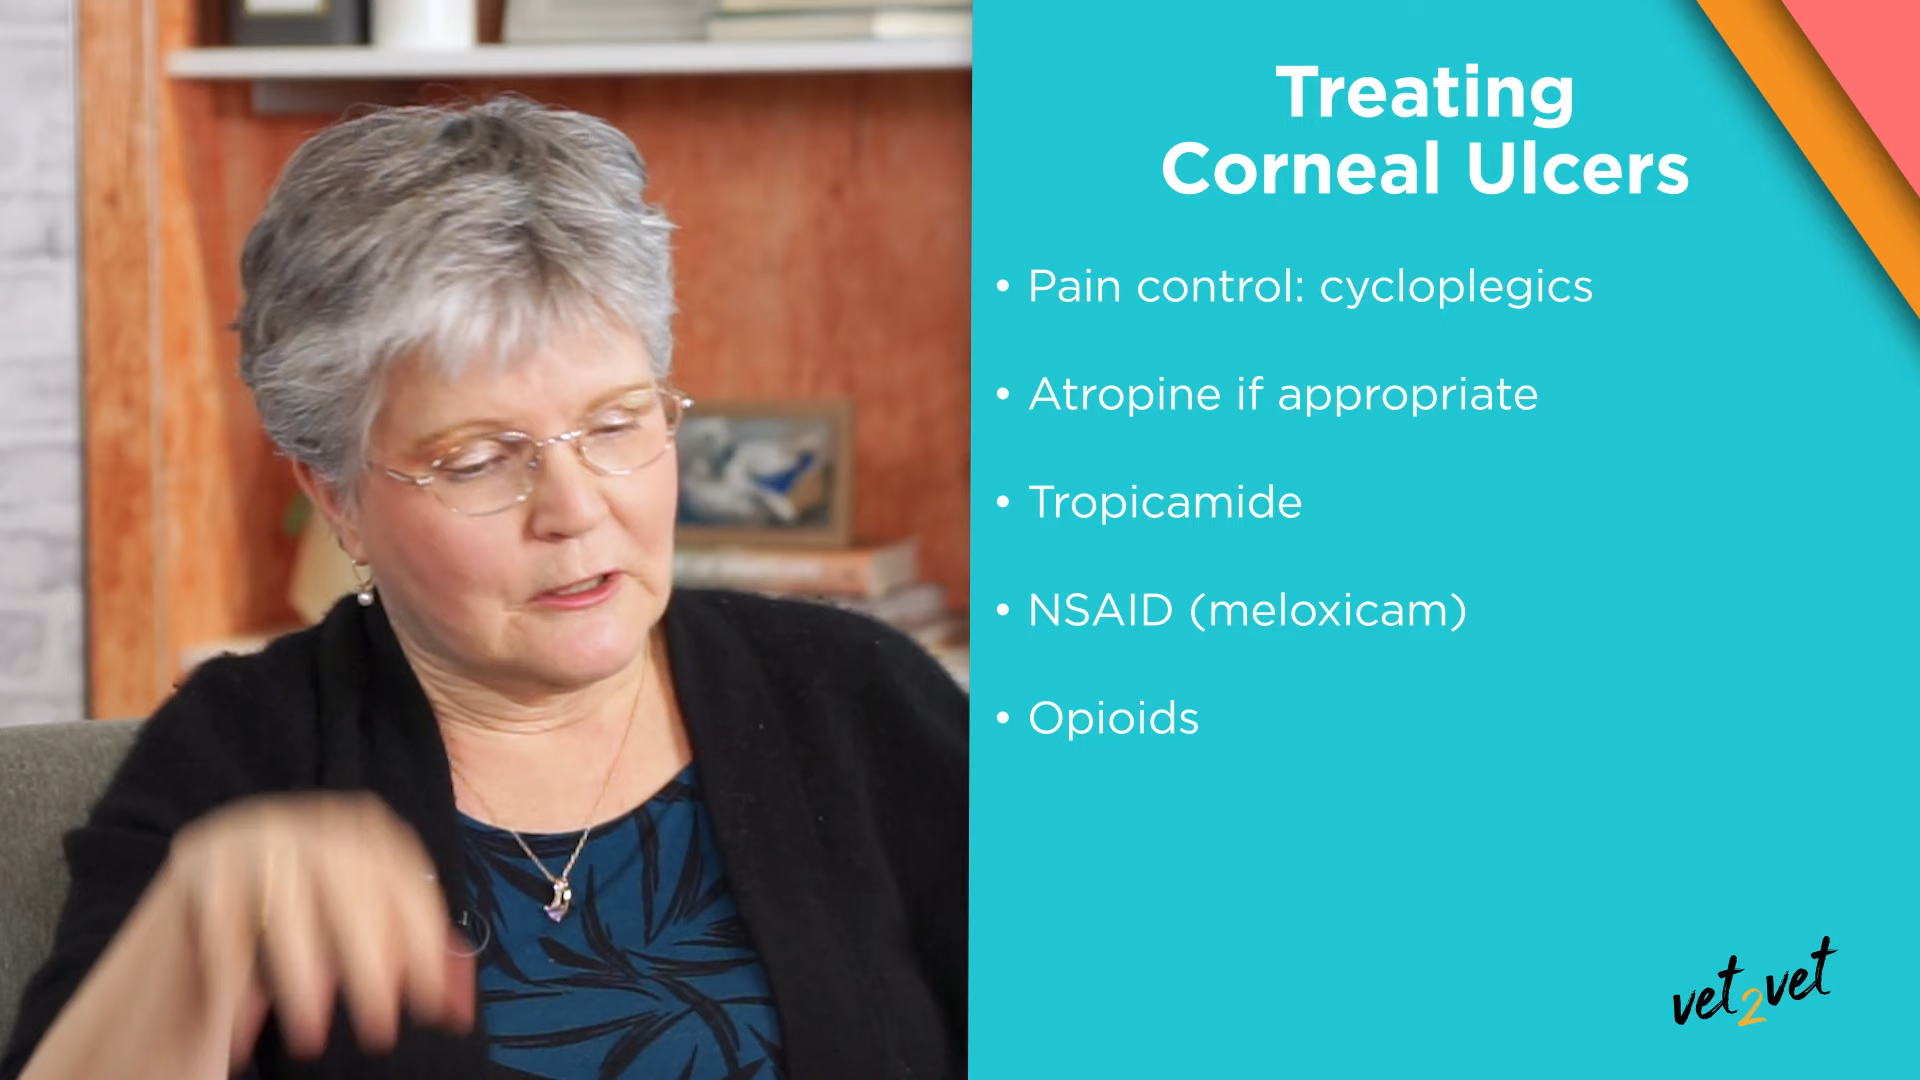 Treating
Corneal Ulcers
• Pain control: cycloplegics
• Atropine if appropriate
• Tropicamide
• NSAID (meloxicam)
• Opioids
vet2vet